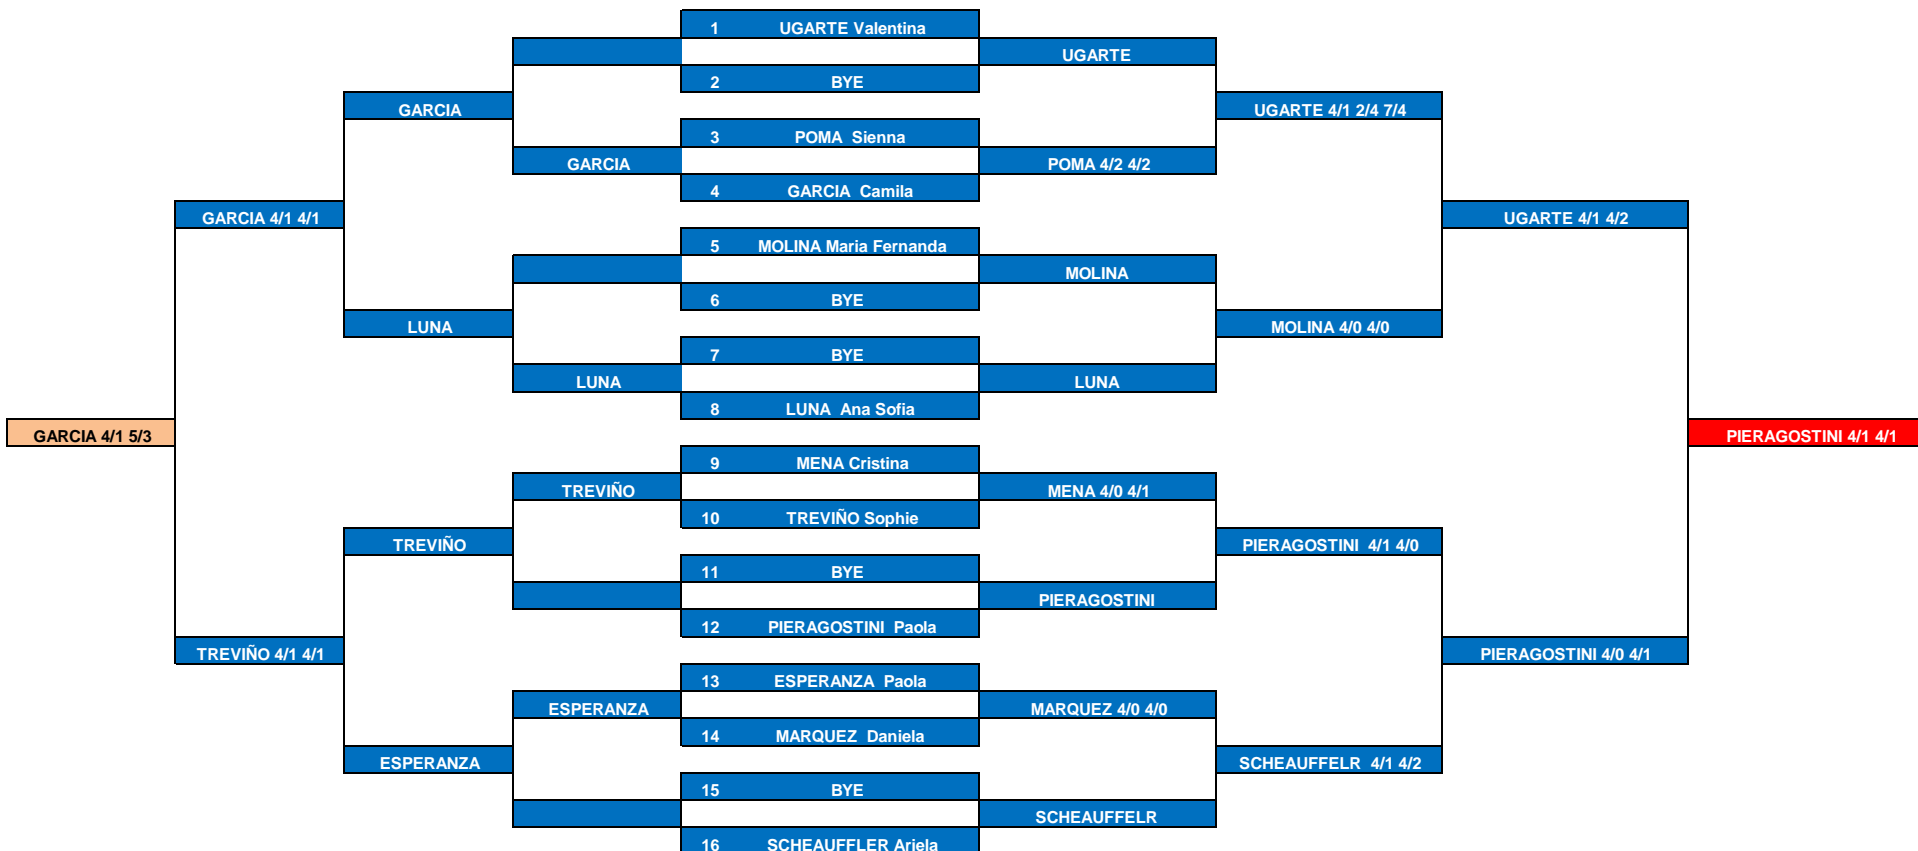 1 UGARTE Valentina
UGARTE
2 BYE
GARCIA
UGARTE 4/1 2/4 7/4
3 POMA Sienna
GARCIA
POMA 4/2 4/2
4 GARCIA Camila
GARCIA 4/1 4/1
UGARTE 4/1 4/2
5 MOLINA Maria Fernanda
MOLINA
6 BYE
LUNA
MOLINA 4/0 4/0
7 BYE
LUNA
LUNA
8 LUNA Ana Sofia
GARCIA 4/1 5/3
PIERAGOSTINI 4/1 4/1
9 MENA Cristina
TREVIÑO
MENA 4/0 4/1
10 TREVIÑO Sophie
TREVIÑO
PIERAGOSTINI 4/1 4/0
11 BYE
PIERAGOSTINI
12 PIERAGOSTINI Paola
TREVIÑO 4/1 4/1
PIERAGOSTINI 4/0 4/1
13 ESPERANZA Paola
ESPERANZA
MARQUEZ 4/0 4/0
14 MARQUEZ Daniela
ESPERANZA
SCHEAUFFELR 4/1 4/2
15 BYE
SCHEAUFFELR
16 SCHEAUFFLER Ariela